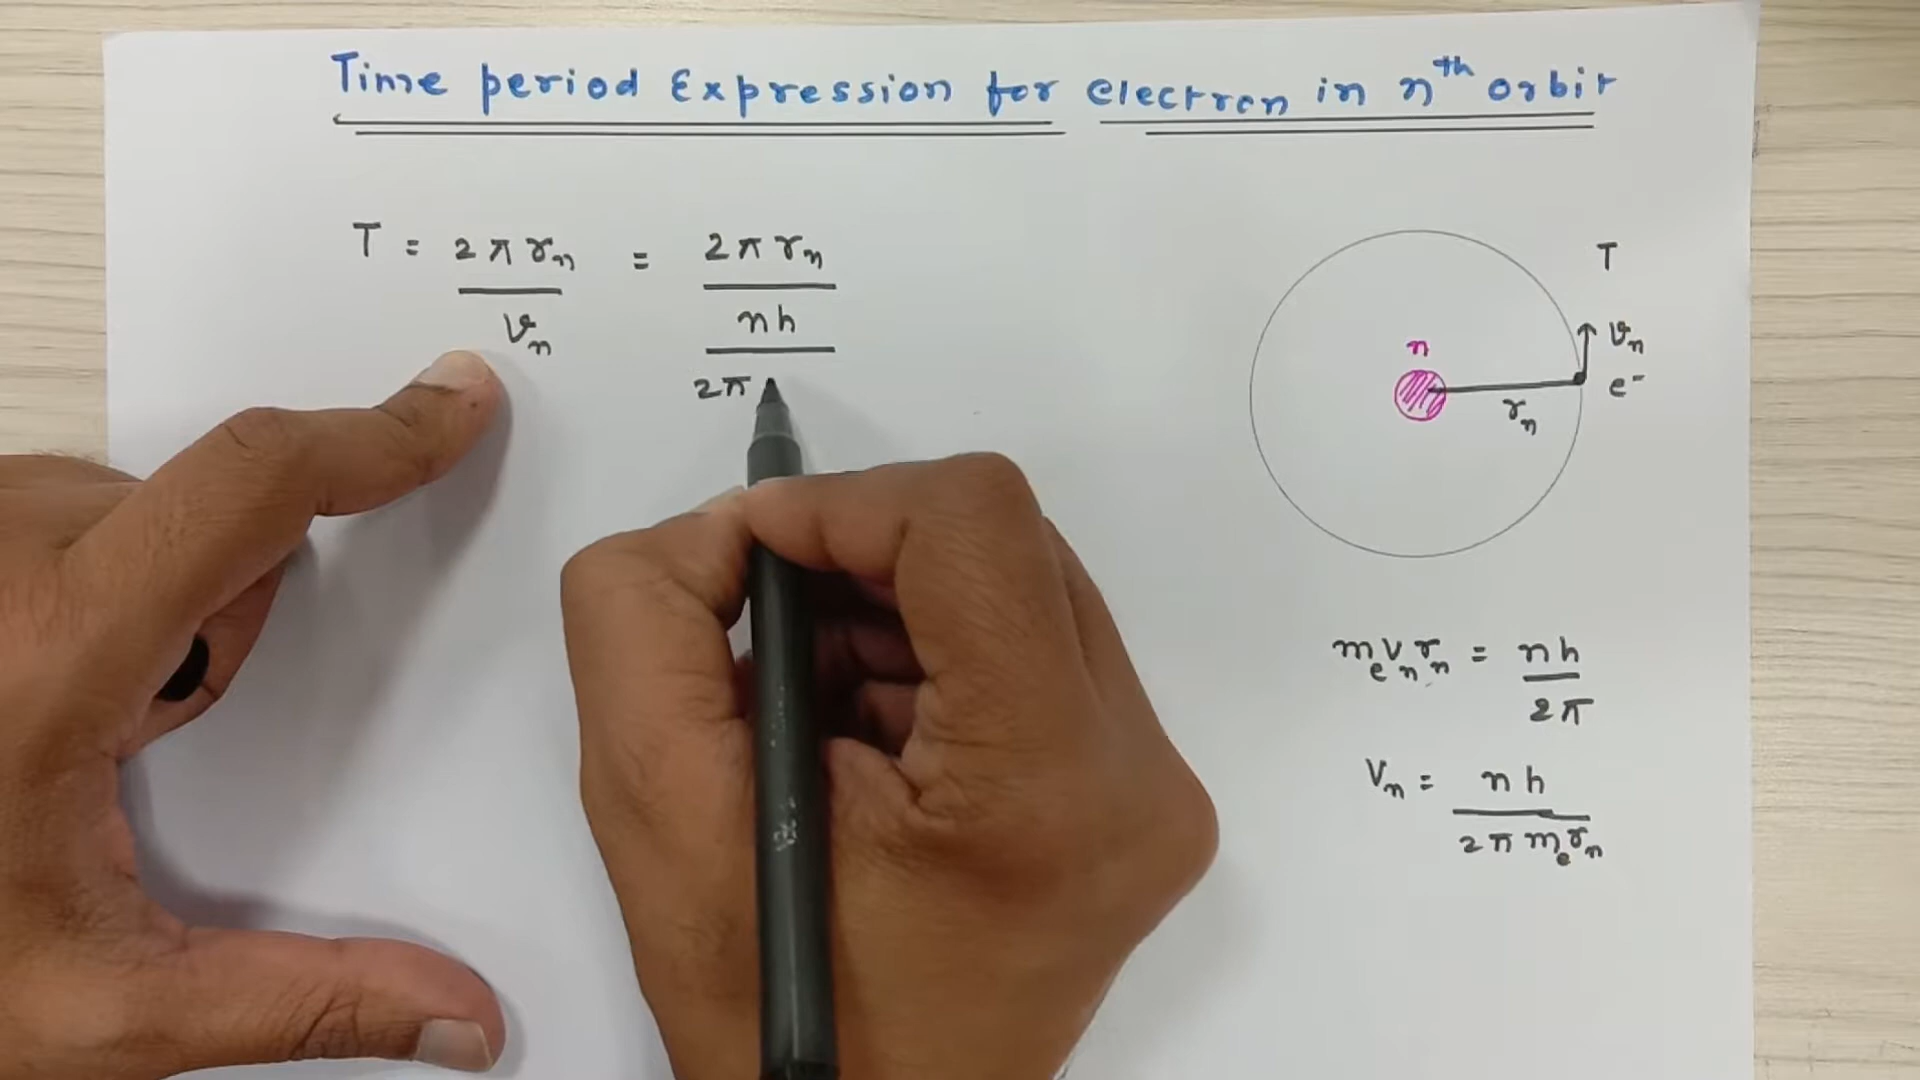 Time period Expression for electron in nth orbit
T = 2πrn = 2πrn
vn nh
2π
T
vn
n
e-
rn
mevnrn = nh
2π
Vn = nh
2πmern